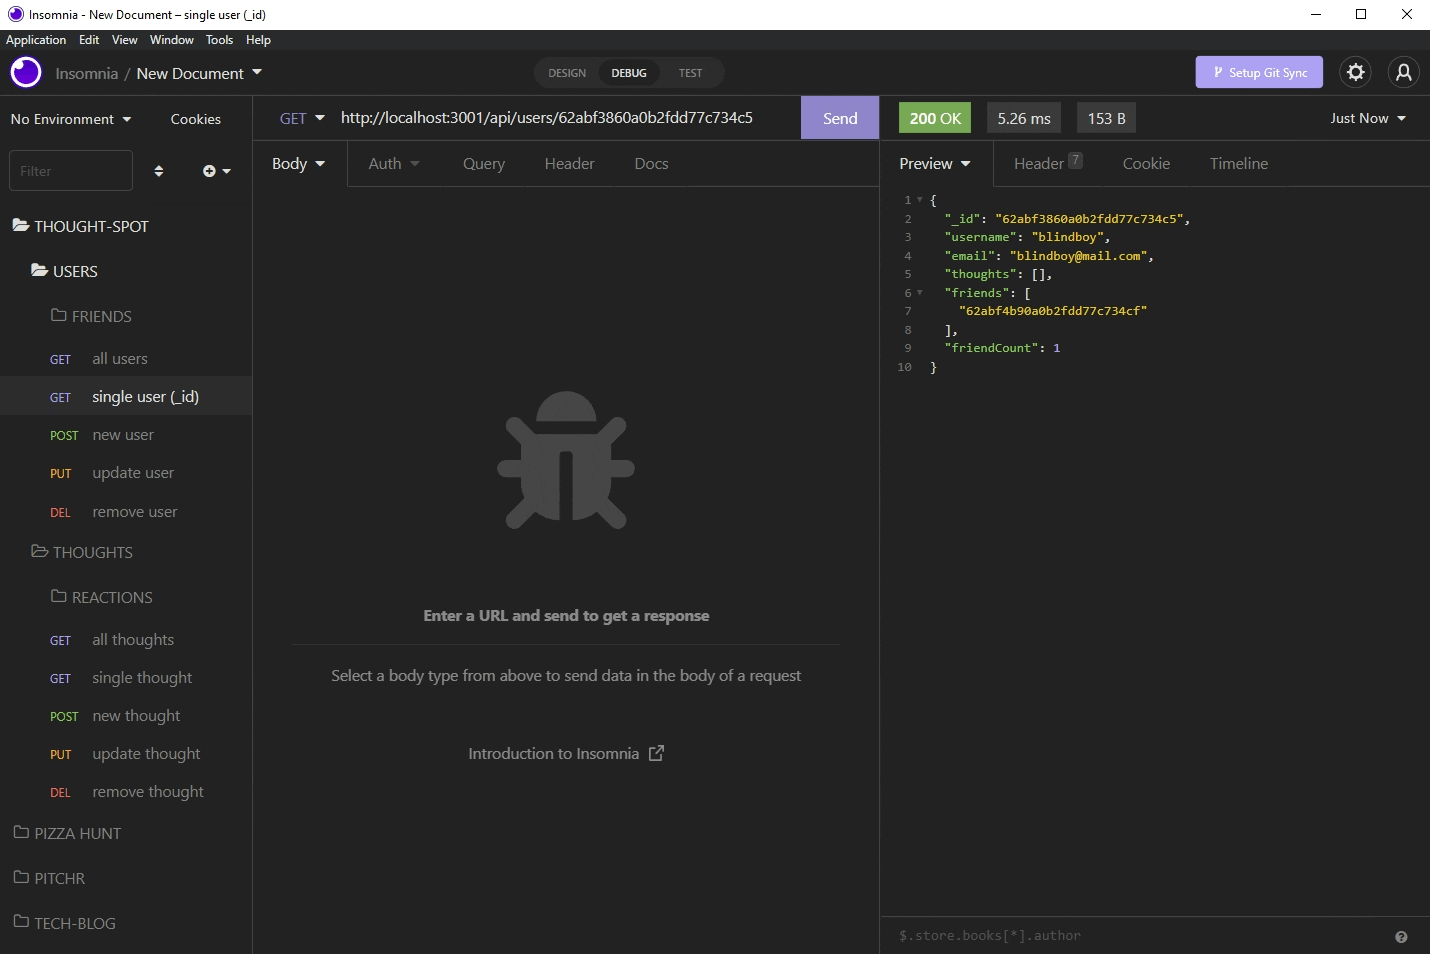 Insomnia - New Document – single user (_id)
Application Edit View Window Tools Help
Insomnia / New Document
DESIGN DEBUG TEST
Setup Git Sync
No Environment Cookies
Filter
THOUGHT-SPOT
USERS
FRIENDS
GET all users
GET single user (_id)
POST new user
PUT update user
DEL remove user
THOUGHTS
REACTIONS
GET all thoughts
GET single thought
POST new thought
PUT update thought
DEL remove thought
PIZZA HUNT
PITCHR
TECH-BLOG
GET http://localhost:3001/api/users/62abf3860a0b2fdd77c734c5 Send
Body Auth Query Header Docs
Enter a URL and send to get a response
Select a body type from above to send data in the body of a request
Introduction to Insomnia
200 OK 5.26 ms 153 B Just Now
Preview Header 7 Cookie Timeline
1 {
2 "_id": "62abf3860a0b2fdd77c734c5",
3 "username": "blindboy",
4 "email": "blindboy@mail.com",
5 "thoughts": [],
6 "friends": [
7 "62abf4b90a0b2fdd77c734cf"
8 ],
9 "friendCount": 1
10 }
$.store.books[*].author
?